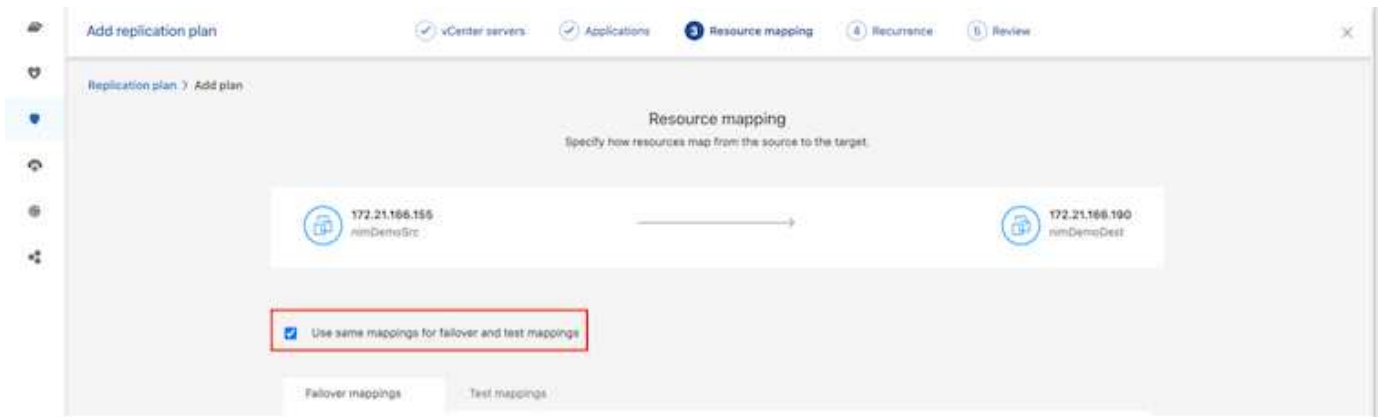 Add replication plan
vCenter servers
Applications
3 Resource mapping
4 Recurrence
5 Review
Replication plan > Add plan
Resource mapping
Specify how resources map from the source to the target.
172.21.166.155
nimDemoSrc
172.21.166.190
nimDemoDest
Use same mappings for failover and test mappings
Failover mappings
Test mappings